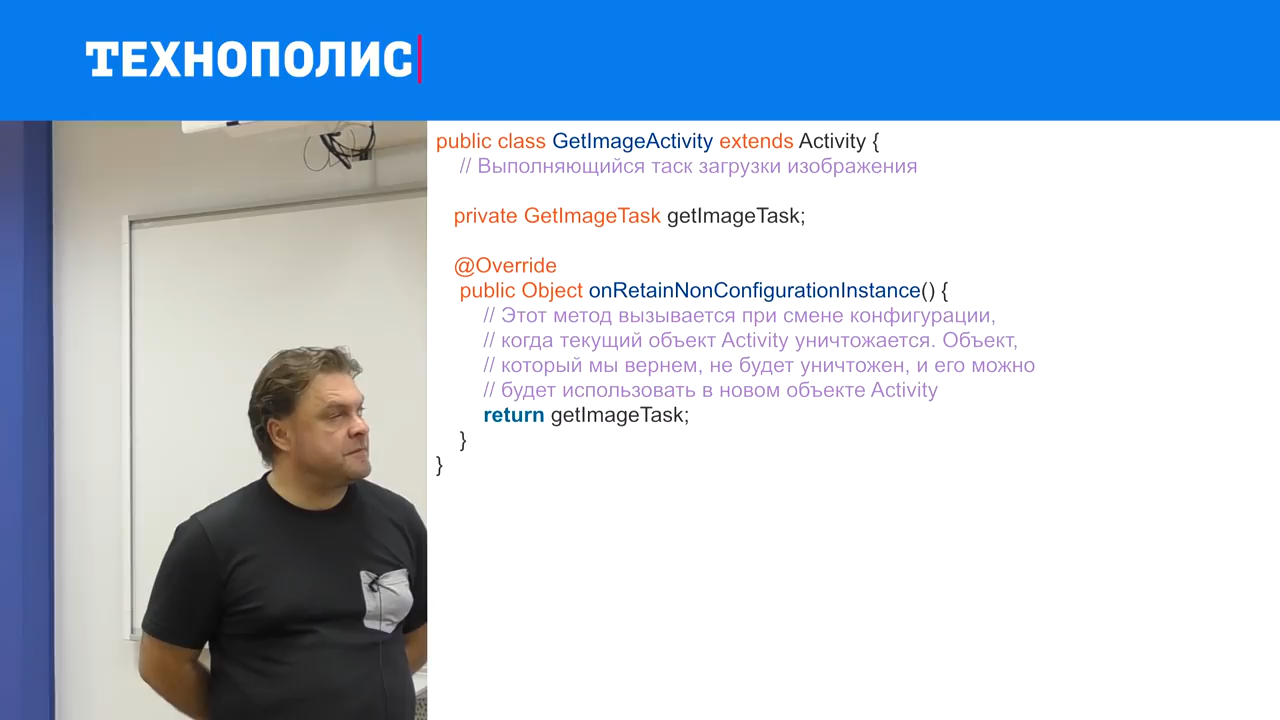 ТЕХНОПОЛИС
public class GetImageActivity extends Activity {
// Выполняющийся таск загрузки изображения
private GetImageTask getImageTask;
@Override
public Object onRetainNonConfigurationInstance() {
// Этот метод вызывается при смене конфигурации,
// когда текущий объект Activity уничтожается. Объект,
// который мы вернем, не будет уничтожен, и его можно
// будет использовать в новом объекте Activity
return getImageTask;
}
}